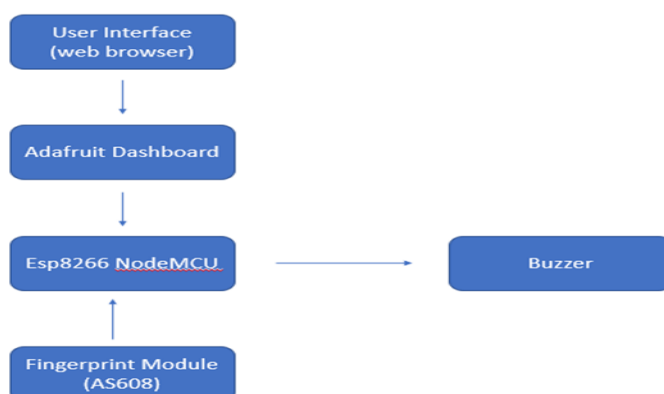 User Interface
(web browser)
Adafruit Dashboard
Esp8266 NodeMCU
Buzzer
Fingerprint Module
(AS608)